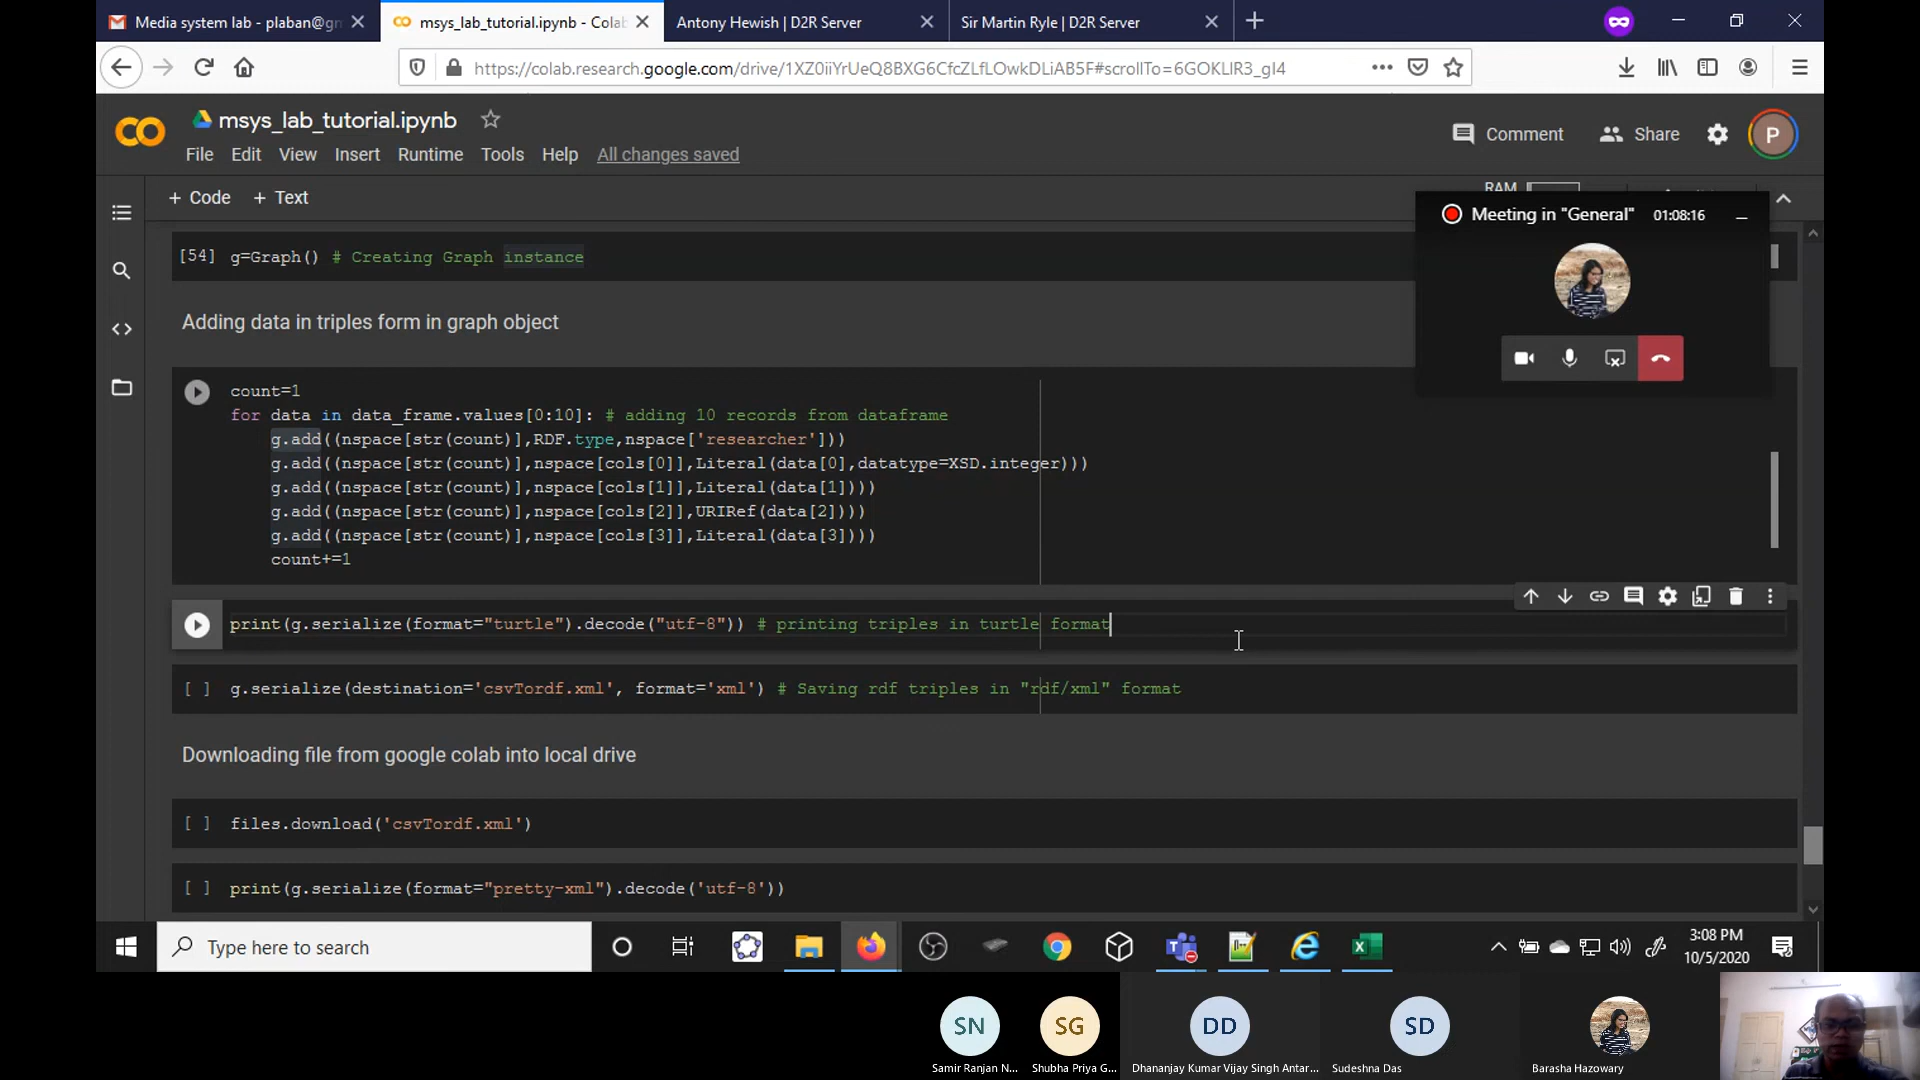 Media system lab - plaban@gm
msys_lab_tutorial.ipynb - Colab
Antony Hewish | D2R Server
Sir Martin Ryle | D2R Server
https://colab.research.google.com/drive/1XZ0iiYrUeQ8BXG6CfcZLfLOwkDLiAB5F#scrollTo=6GOKLlR3_gI4
msys_lab_tutorial.ipynb
Comment
Share
P
File Edit View Insert Runtime Tools Help All changes saved
+ Code + Text
RAM
Meeting in "General" 01:08:16
[54] g=Graph() # Creating Graph instance
Adding data in triples form in graph object
count=1
for data in data_frame.values[0:10]: # adding 10 records from dataframe
g.add((nspace[str(count)],RDF.type,nspace['researcher']))
g.add((nspace[str(count)],nspace[cols[0]],Literal(data[0],datatype=XSD.integer)))
g.add((nspace[str(count)],nspace[cols[1]],Literal(data[1])))
g.add((nspace[str(count)],nspace[cols[2]],URIRef(data[2])))
g.add((nspace[str(count)],nspace[cols[3]],Literal(data[3])))
count+=1
print(g.serialize(format="turtle").decode("utf-8")) # printing triples in turtle format
[ ] g.serialize(destination='csvTordf.xml', format='xml') # Saving rdf triples in "rdf/xml" format
Downloading file from google colab into local drive
[ ] files.download('csvTordf.xml')
[ ] print(g.serialize(format="pretty-xml").decode('utf-8'))
Type here to search
3:08 PM
10/5/2020
SN
SG
DD
SD
Samir Ranjan N...
Shubha Priya G...
Dhananjay Kumar Vijay Singh Antar...
Sudeshna Das
Barasha Hazowary